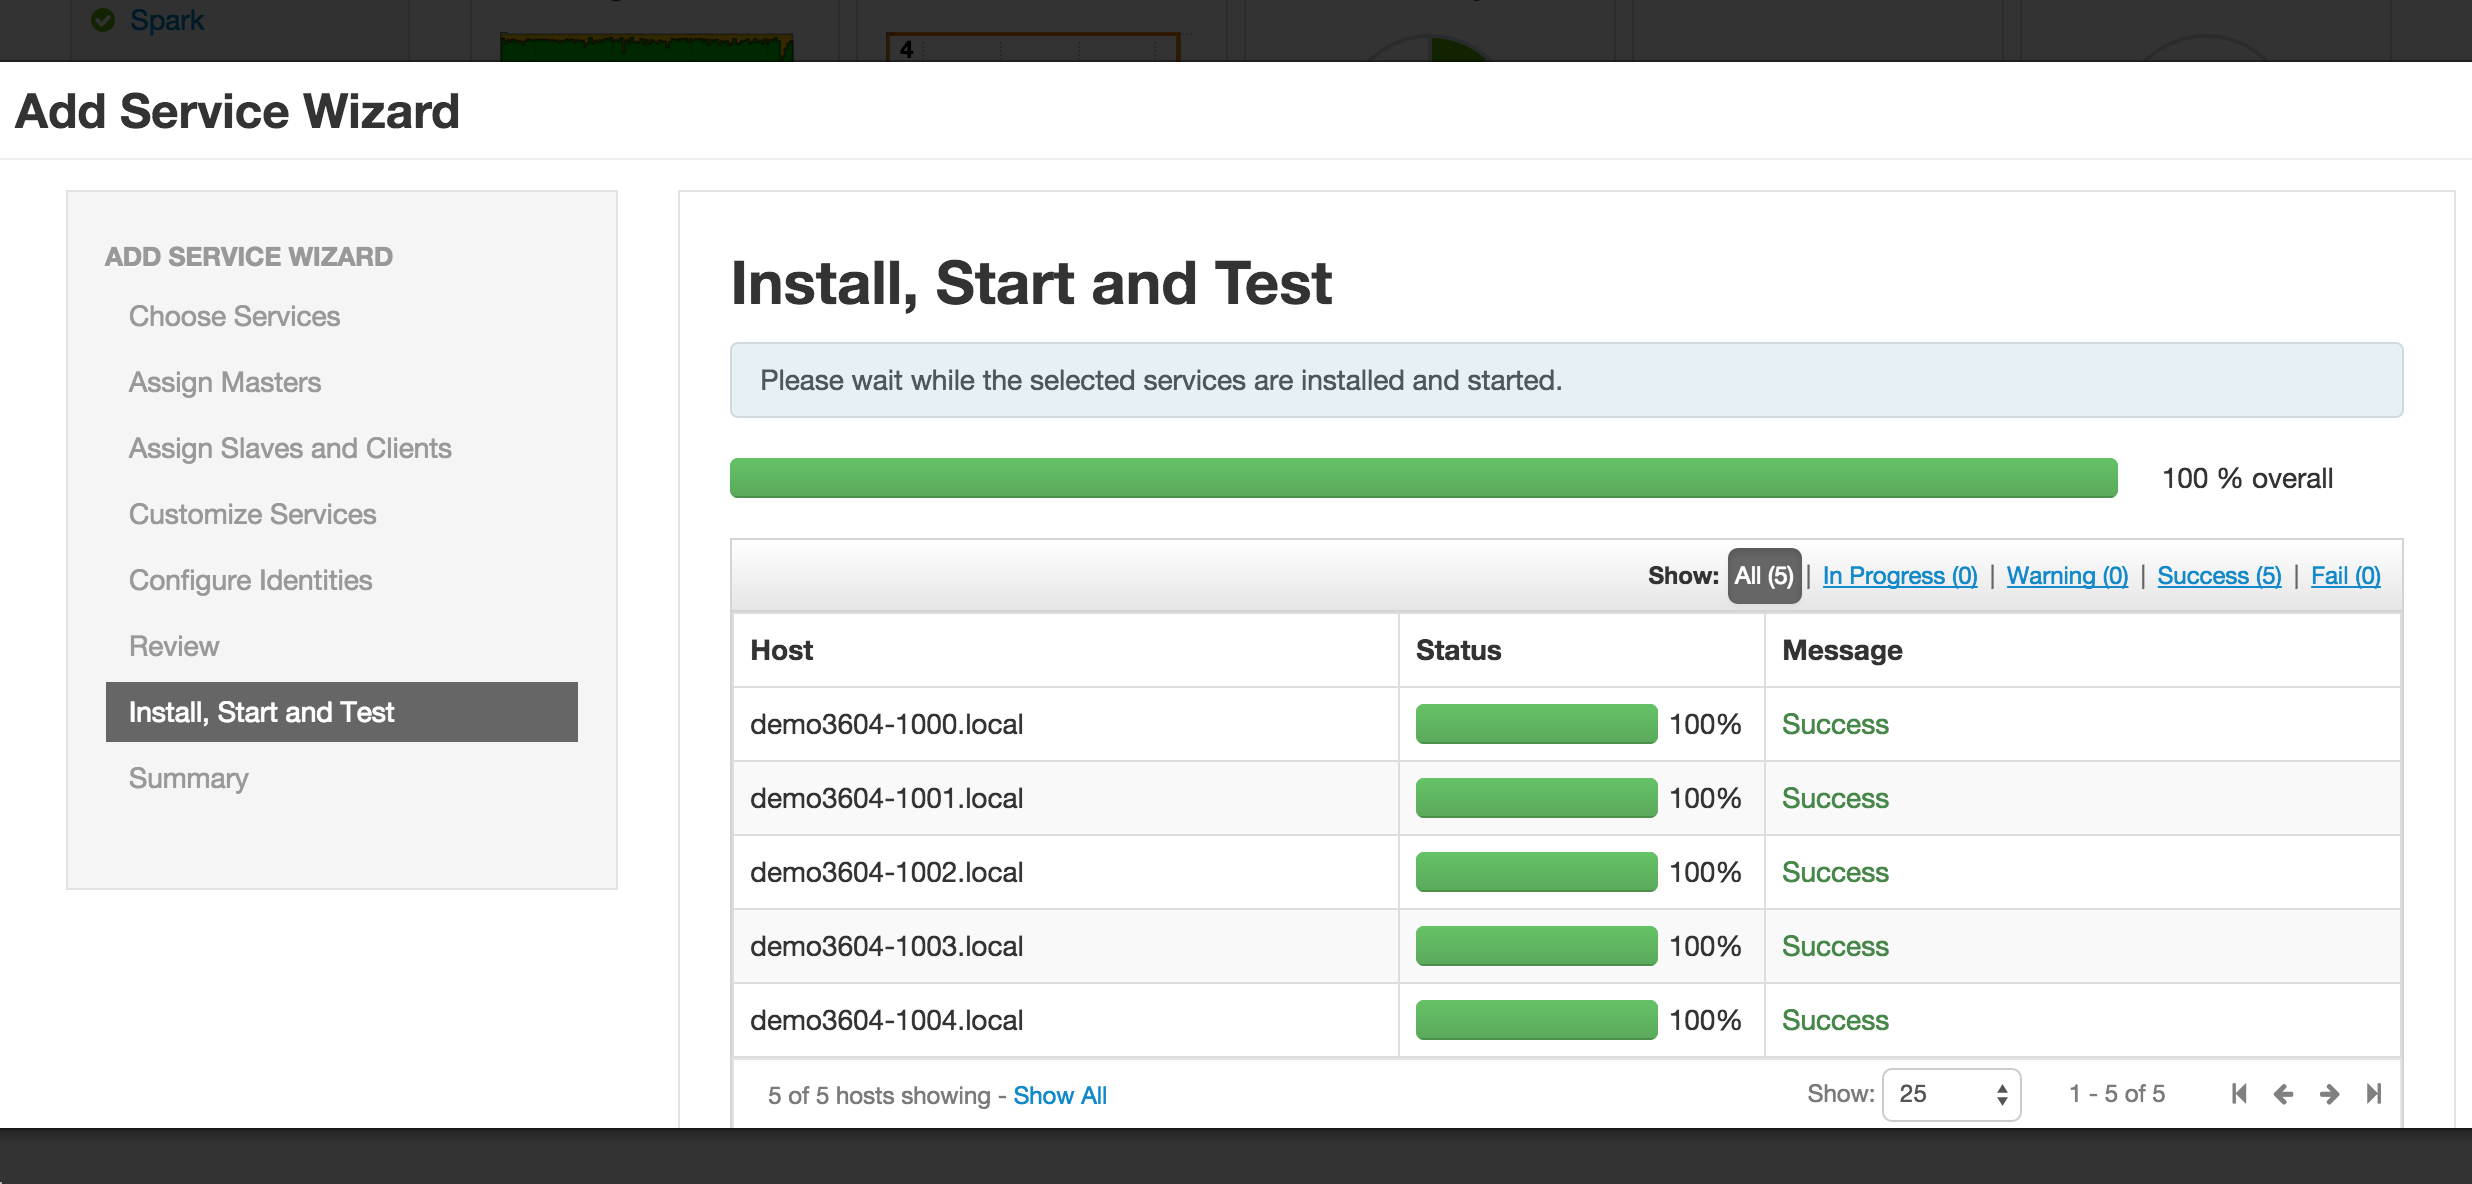 Spark
4
Add Service Wizard
ADD SERVICE WIZARD
Choose Services
Assign Masters
Assign Slaves and Clients
Customize Services
Configure Identities
Review
Install, Start and Test
Summary
Install, Start and Test
Please wait while the selected services are installed and started.
100 % overall
Show: All (5) | In Progress (0) | Warning (0) | Success (5) | Fail (0)
Host Status Message
demo3604-1000.local 100% Success
demo3604-1001.local 100% Success
demo3604-1002.local 100% Success
demo3604-1003.local 100% Success
demo3604-1004.local 100% Success
5 of 5 hosts showing - Show All Show: 25 1 - 5 of 5